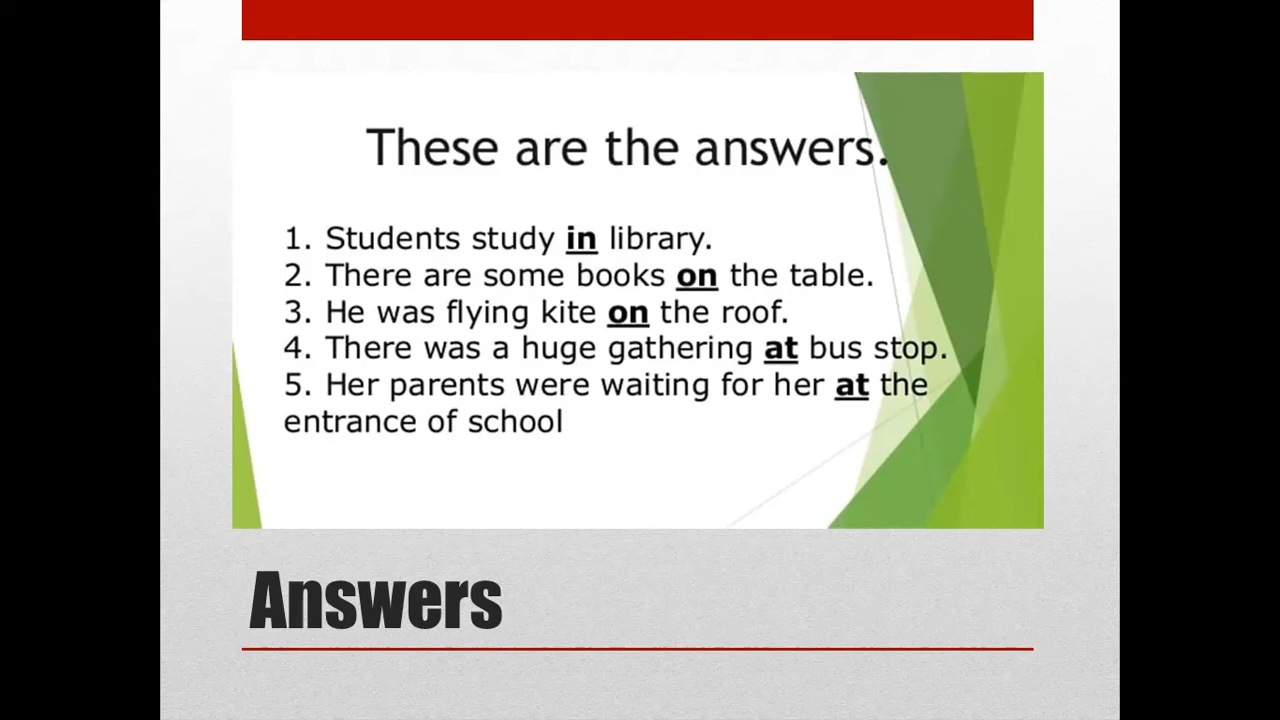 These are the answers.
1. Students study in library.
2. There are some books on the table.
3. He was flying kite on the roof.
4. There was a huge gathering at bus stop.
5. Her parents were waiting for her at the
entrance of school
Answers